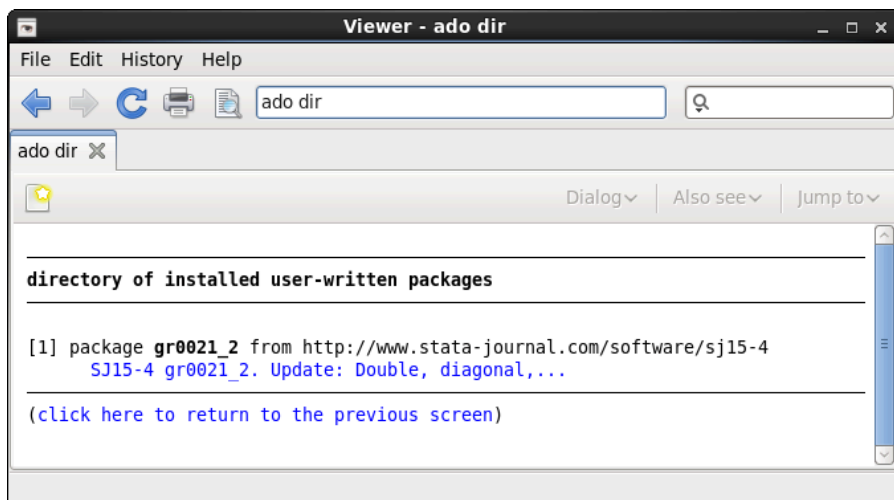 Viewer - ado dir
File Edit History Help
ado dir
ado dir
Dialog Also see Jump to
directory of installed user-written packages
[1] package gr0021_2 from http://www.stata-journal.com/software/sj15-4
SJ15-4 gr0021_2. Update: Double, diagonal,...
(click here to return to the previous screen)